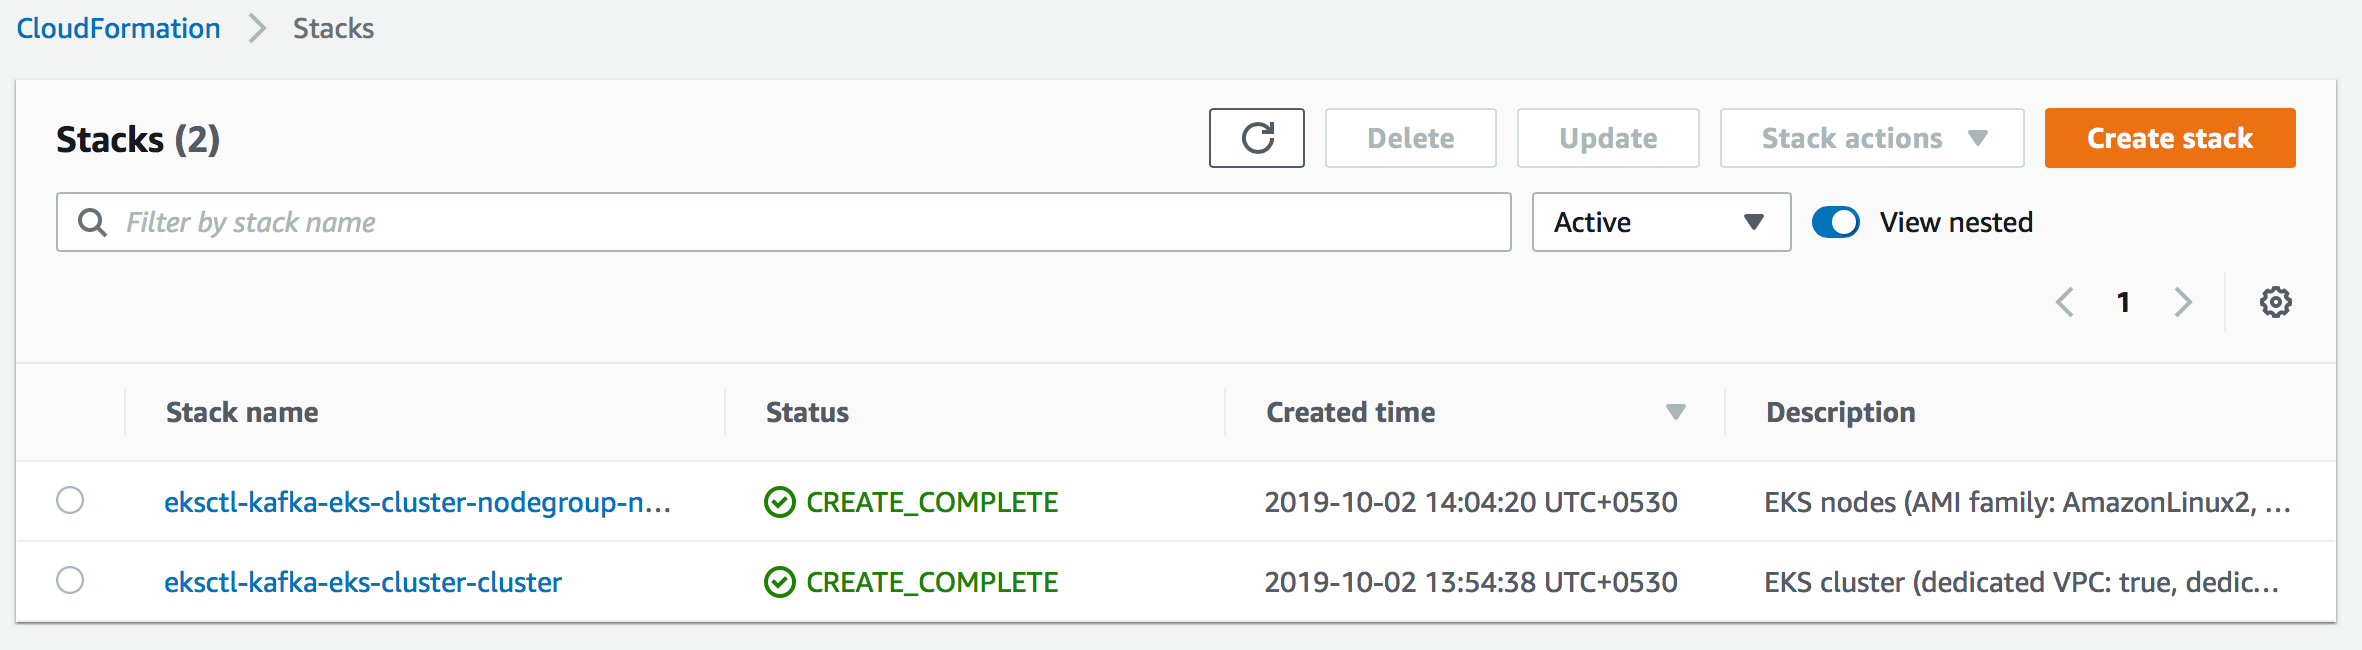 CloudFormation > Stacks
Stacks (2)
Delete
Update
Stack actions
Create stack
Filter by stack name
Active
View nested
1
Stack name Status Created time Description
eksctl-kafka-eks-cluster-nodegroup-n... CREATE_COMPLETE 2019-10-02 14:04:20 UTC+0530 EKS nodes (AMI family: AmazonLinux2, ...
eksctl-kafka-eks-cluster-cluster CREATE_COMPLETE 2019-10-02 13:54:38 UTC+0530 EKS cluster (dedicated VPC: true, dedic...